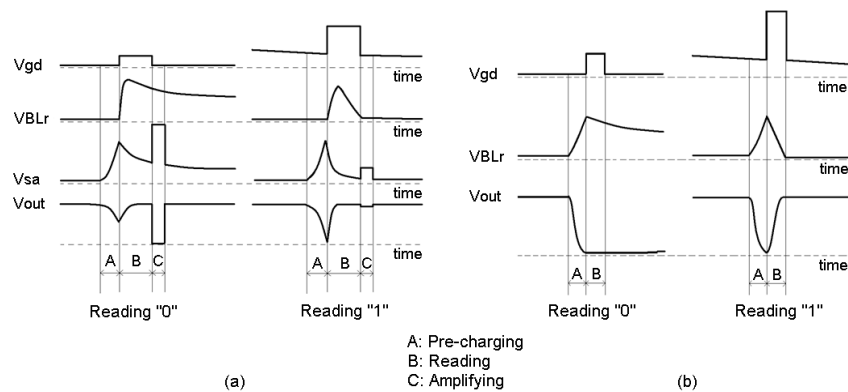 Vgd
time
VBLr
time
Vsa
time
Vout
time
A B C
A B C
Reading "0"
Reading "1"
(a)
Vgd
time
VBLr
time
Vout
time
A B
A B
Reading "0"
Reading "1"
(b)
A: Pre-charging
B: Reading
C: Amplifying